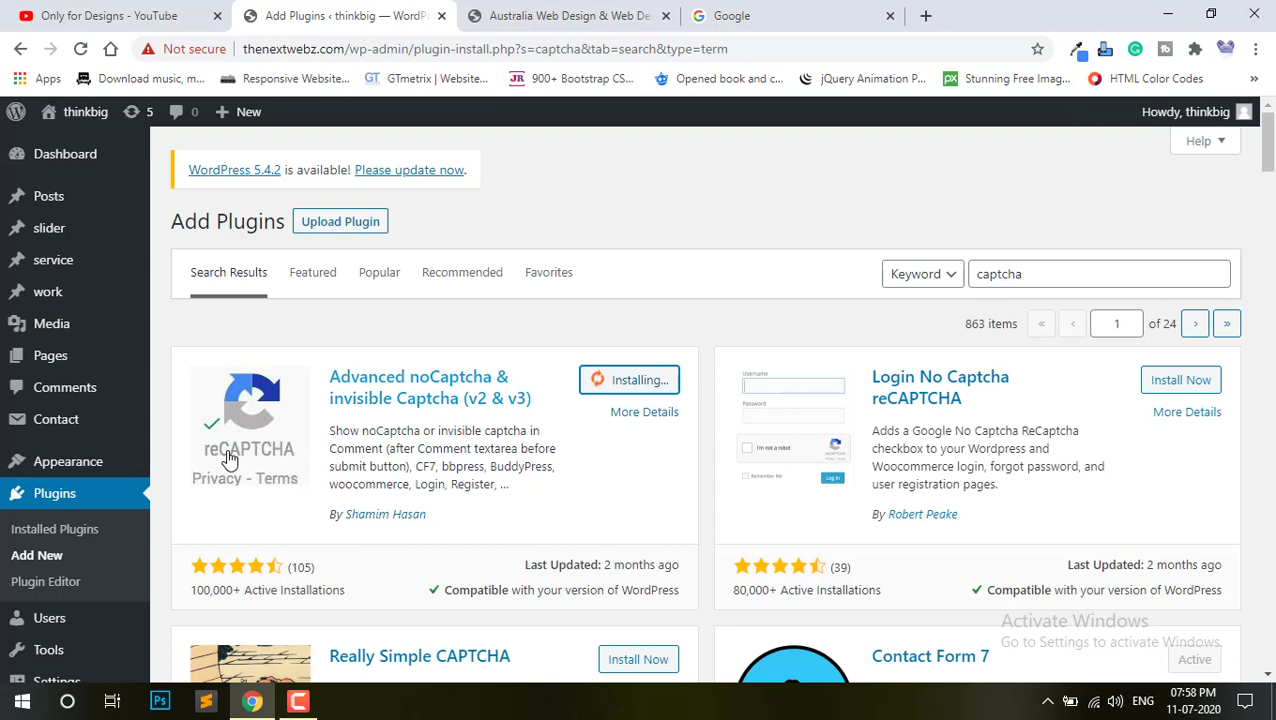 Only for Designs - YouTube
Add Plugins ‹ thinkbig — WordP
Australia Web Design & Web De
Google
Not secure
thenextwebz.com/wp-admin/plugin-install.php?s=captcha&tab=search&type=term
Apps
Download music, m...
Responsive Website...
GTmetrix | Website...
900+ Bootstrap CS...
Opened book and c...
jQuery Animation P...
Stunning Free Imag...
HTML Color Codes
thinkbig
5
0
New
Howdy, thinkbig
Dashboard
Posts
slider
service
work
Media
Pages
Comments
Contact
Appearance
Plugins
Installed Plugins
Add New
Plugin Editor
Users
Tools
Settings
Help
WordPress 5.4.2 is available! Please update now.
Add Plugins
Upload Plugin
Search Results
Featured
Popular
Recommended
Favorites
Keyword
captcha
863 items
«
‹
1
of 24
›
»
reCAPTCHA
Privacy - Terms
Advanced noCaptcha &
invisible Captcha (v2 & v3)
Installing...
More Details
Show noCaptcha or invisible captcha in
Comment (after Comment textarea before
submit button), CF7, bbpress, BuddyPress,
woocommerce, Login, Register, ...
By Shamim Hasan
(105)
100,000+ Active Installations
Last Updated: 2 months ago
Compatible with your version of WordPress
Username
Password
I'm not a robot
reCAPTCHA
Remember Me
Log In
Login No Captcha
reCAPTCHA
Install Now
More Details
Adds a Google No Captcha ReCaptcha
checkbox to your Wordpress and
Woocommerce login, forgot password, and
user registration pages.
By Robert Peake
(39)
80,000+ Active Installations
Last Updated: 2 months ago
Compatible with your version of WordPress
Really Simple CAPTCHA
Install Now
Contact Form 7
Active
Activate Windows
Go to Settings to activate Windows.
Ps
ENG
07:58 PM
11-07-2020